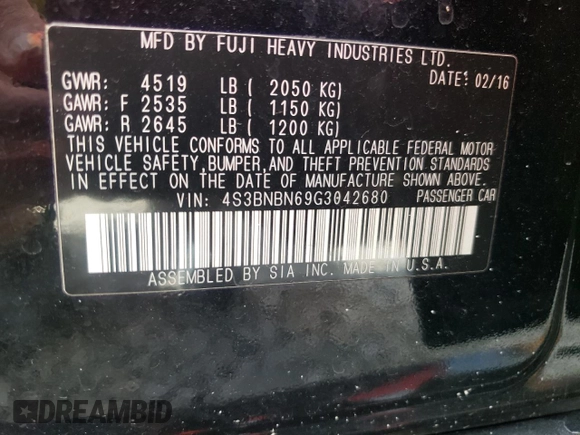 MFD BY FUJI HEAVY INDUSTRIES LTD.
GVWR: 4519 LB ( 2050 KG) DATE: 02/16
GAWR: F 2535 LB ( 1150 KG)
GAWR: R 2645 LB ( 1200 KG)
THIS VEHICLE CONFORMS TO ALL APPLICABLE FEDERAL MOTOR
VEHICLE SAFETY,BUMPER,AND THEFT PREVENTION STANDARDS
IN EFFECT ON THE DATE OF MANUFACTURE SHOWN ABOVE.
VIN: 4S3BNBN69G3042680 PASSENGER CAR
ASSEMBLED BY SIA INC. MADE IN U.S.A.
DREAMBID